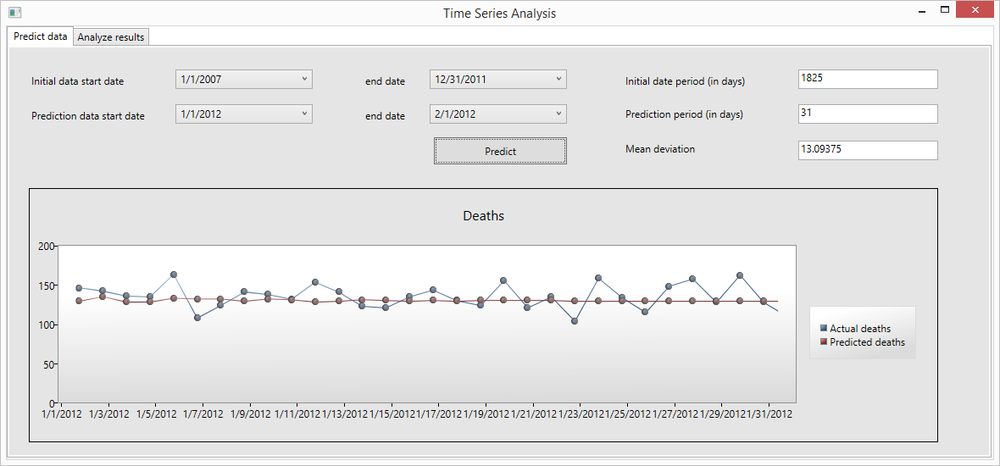 Time Series Analysis
Predict data Analyze results
Initial data start date 1/1/2007 end date 12/31/2011 Initial date period (in days) 1825
Prediction data start date 1/1/2012 end date 2/1/2012 Prediction period (in days) 31
Predict Mean deviation 13.09375
Deaths
200
150
100
50
0
1/1/2012 1/3/2012 1/5/2012 1/7/2012 1/9/2012 1/11/2012 1/13/2012 1/15/2012 1/17/2012 1/19/2012 1/21/2012 1/23/2012 1/25/2012 1/27/2012 1/29/2012 1/31/2012
Actual deaths
Predicted deaths